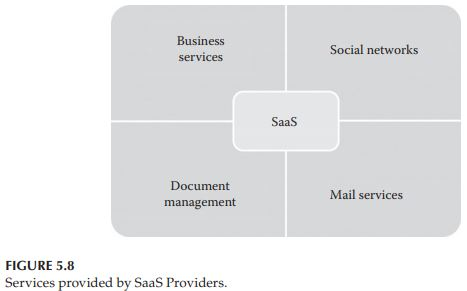 Business
services
Social networks
SaaS
Document
management
Mail services
FIGURE 5.8
Services provided by SaaS Providers.